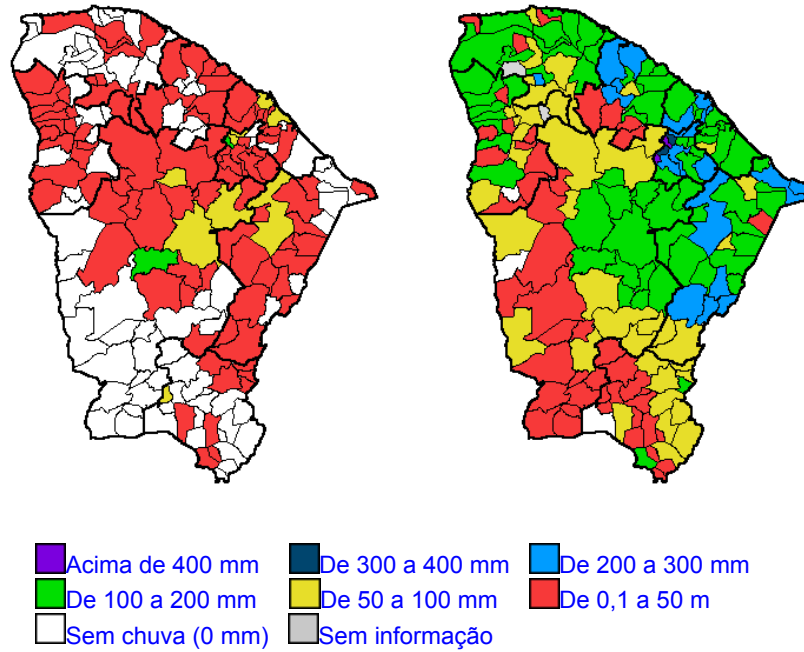 Acima de 400 mm De 300 a 400 mm De 200 a 300 mm
De 100 a 200 mm De 50 a 100 mm De 0,1 a 50 m
Sem chuva (0 mm) Sem informação